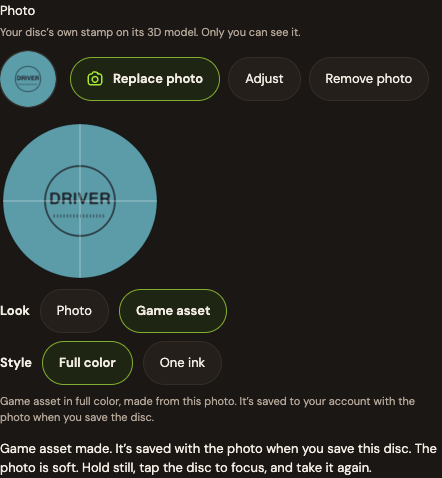 Photo
Your disc's own stamp on its 3D model. Only you can see it.
DRIVER
Replace photo
Adjust
Remove photo
DRIVER
Look
Photo
Game asset
Style
Full color
One ink
Game asset in full color, made from this photo. It’s saved to your account with the
photo when you save the disc.
Game asset made. It’s saved with the photo when you save this disc. The
photo is soft. Hold still, tap the disc to focus, and take it again.